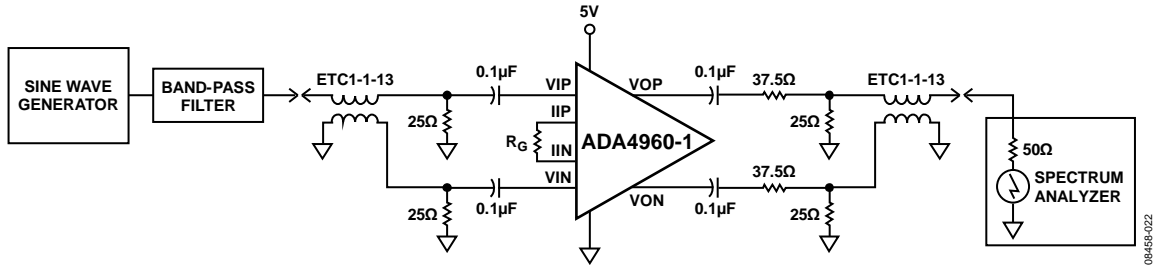 5V
SINE WAVE
GENERATOR
BAND-PASS
FILTER
ETC1-1-13
25Ω
25Ω
0.1µF
0.1µF
VIP
IIP
RG
IIN
VIN
ADA4960-1
VOP
VON
0.1µF
37.5Ω
0.1µF
37.5Ω
25Ω
25Ω
ETC1-1-13
50Ω
SPECTRUM
ANALYZER
08458-022